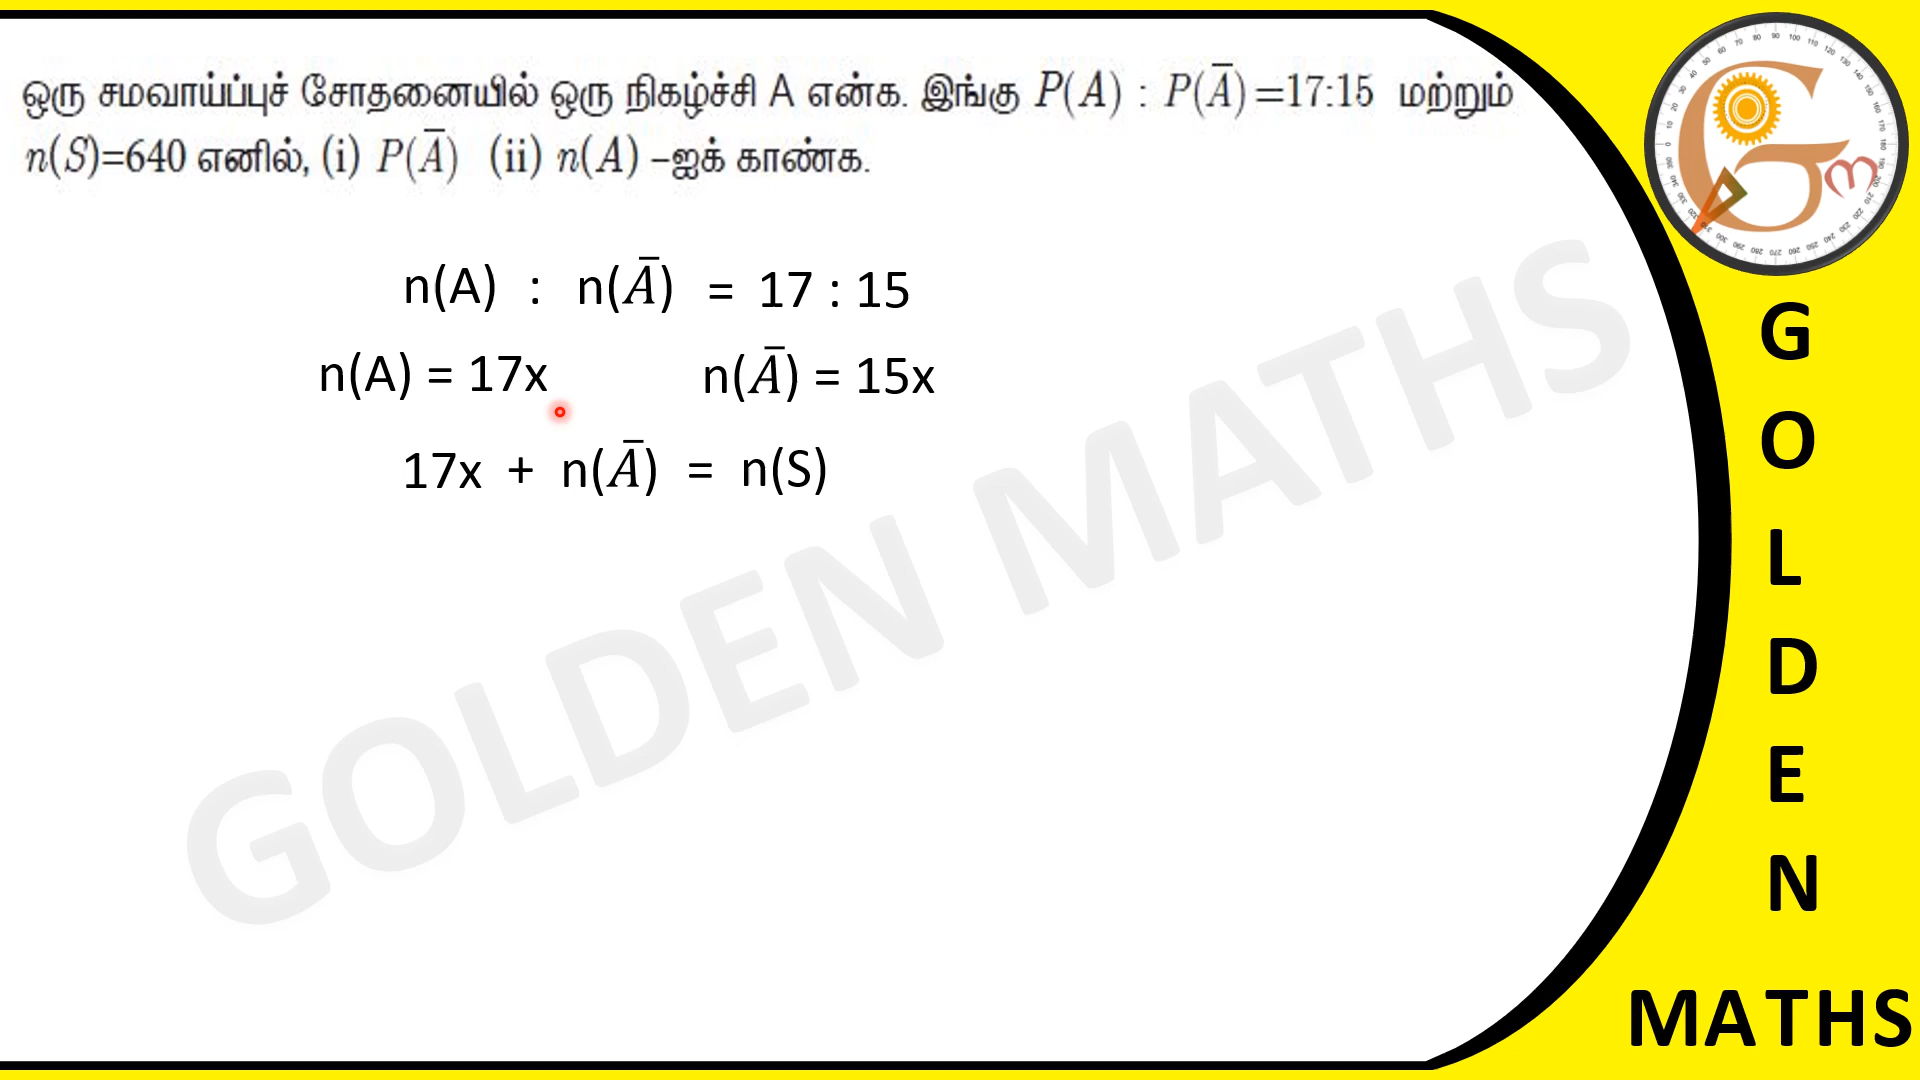 ஒரு சமவாய்ப்புச் சோதனையில் ஒரு நிகழ்ச்சி A என்க. இங்கு P(A) : P(Ā)=17:15 மற்றும்
n(S)=640 எனில், (i) P(Ā) (ii) n(A) –ஐக் காண்க.
n(A) : n(Ā) = 17 : 15
n(A) = 17x n(Ā) = 15x
17x + n(Ā) = n(S)
GOLDEN MATHS
Gm
G
O
L
D
E
N
MATHS